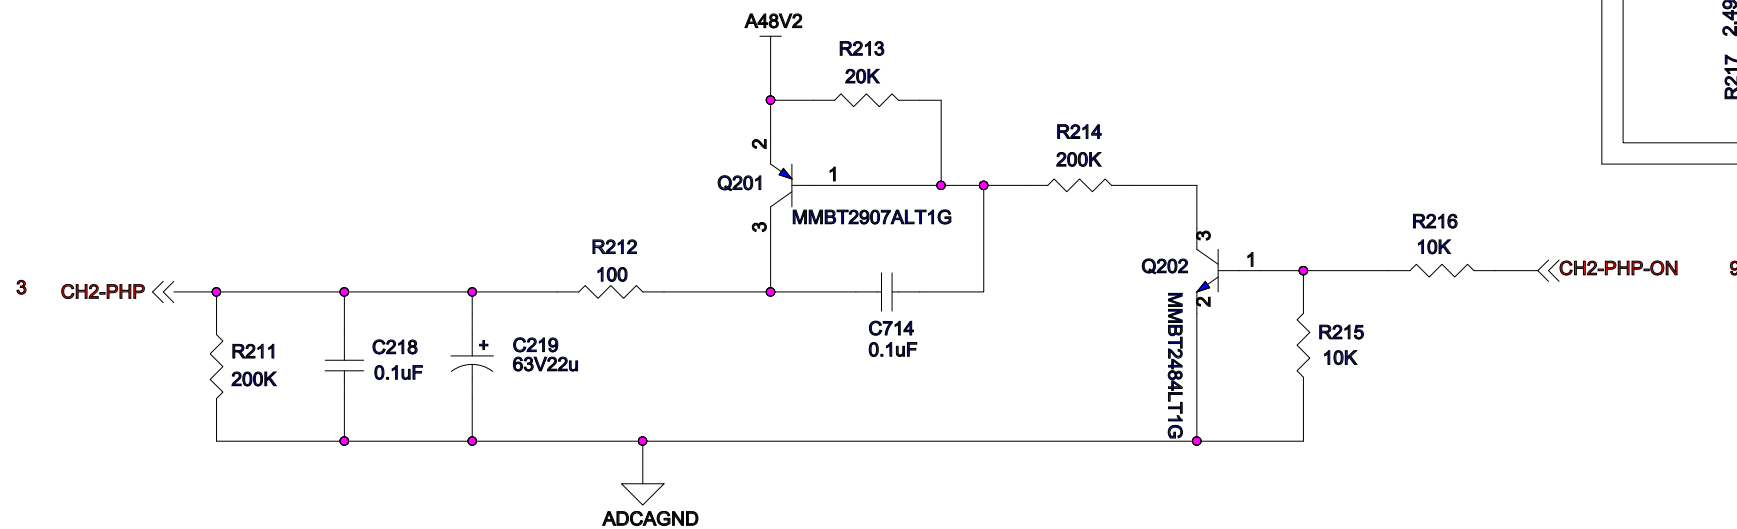 A48V2
R213
20K
2
Q201
1
3
MMBT2907ALT1G
R214
200K
R217 2.49
R212
100
C714
0.1uF
3
CH2-PHP
R211
200K
C218
0.1uF
+
C219
63V22u
Q202
3
1
2
MMBT2484LT1G
R216
10K
CH2-PHP-ON
9
R215
10K
ADCAGND